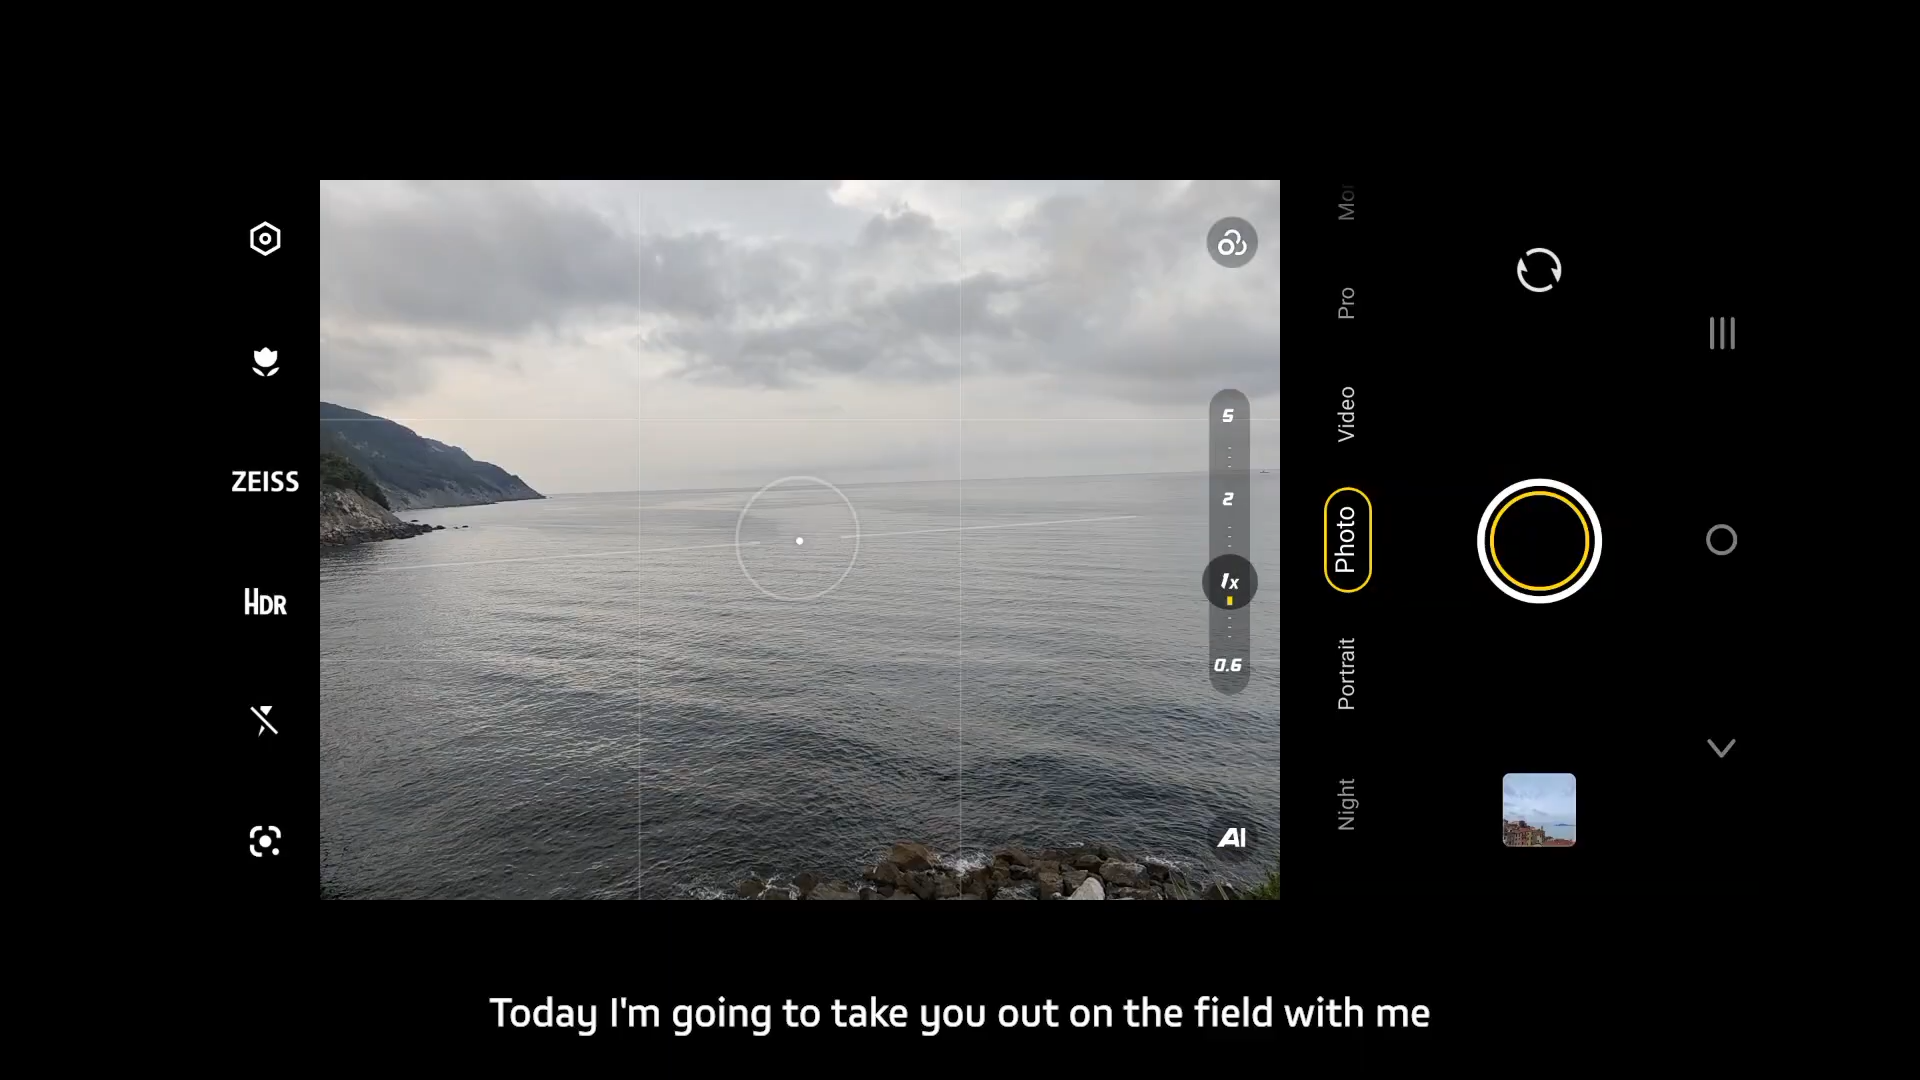 ZEISS
HDR
5
2
1x
0.6
AI
Mor
Pro
Video
Photo
Portrait
Night
Today I'm going to take you out on the field with me